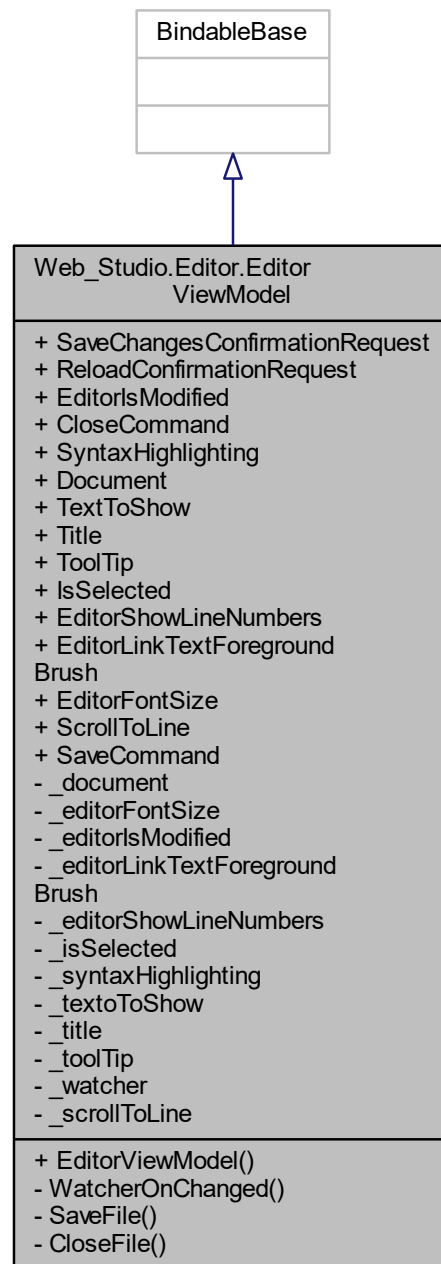 BindableBase
Web_Studio.Editor.Editor
ViewModel
+ SaveChangesConfirmationRequest
+ ReloadConfirmationRequest
+ EditorIsModified
+ CloseCommand
+ SyntaxHighlighting
+ Document
+ TextToShow
+ Title
+ ToolTip
+ IsSelected
+ EditorShowLineNumbers
+ EditorLinkTextForeground
Brush
+ EditorFontSize
+ ScrollToLine
+ SaveCommand
- _document
- _editorFontSize
- _editorIsModified
- _editorLinkTextForeground
Brush
- _editorShowLineNumbers
- _isSelected
- _syntaxHighlighting
- _textoToShow
- _title
- _toolTip
- _watcher
- _scrollToLine
+ EditorViewModel()
- WatcherOnChanged()
- SaveFile()
- CloseFile()